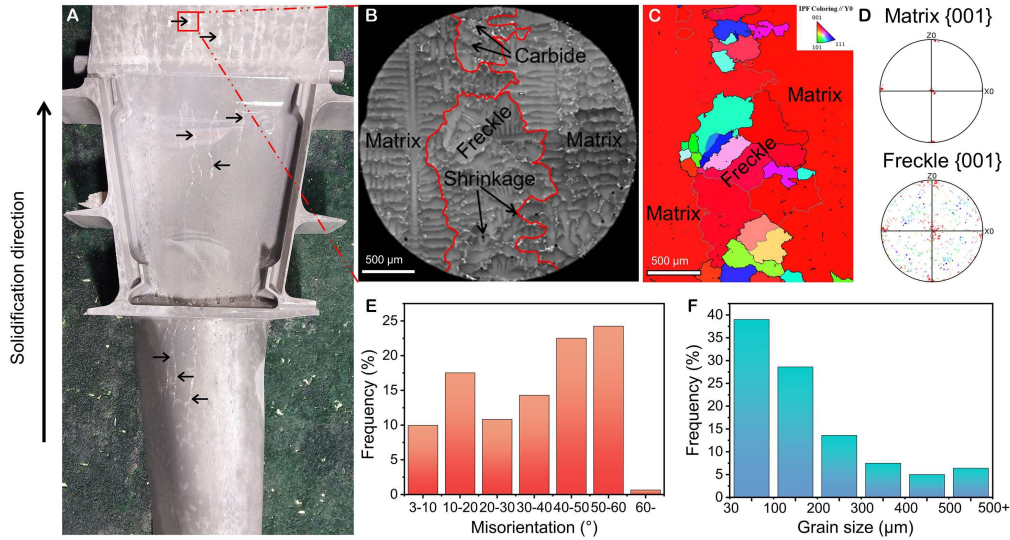 Solidification direction
A
B
Carbide
Matrix
Freckle
Matrix
Shrinkage
500 μm
C
IPF Coloring // Y0
001
101
111
Matrix
Freckle
Matrix
500 μm
D
Matrix {001}
Z0
X0
Freckle {001}
Z0
X0
E
Frequency (%)
25
20
15
10
5
0
3-10 10-20 20-30 30-40 40-50 50-60 60-
Misorientation (°)
F
Frequency (%)
40
35
30
25
20
15
10
5
0
30 100 200 300 400 500 500+
Grain size (μm)